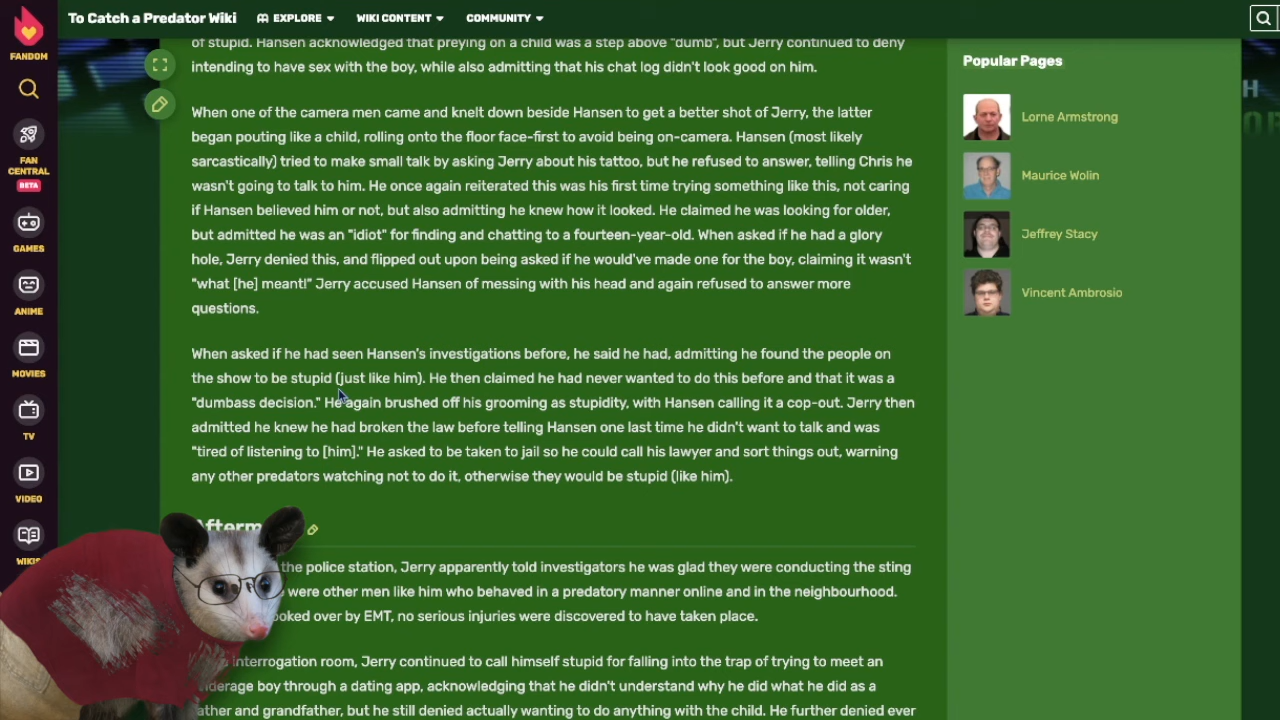 To Catch a Predator Wiki
EXPLORE
WIKI CONTENT
COMMUNITY
FANDOM
FAN
CENTRAL
BETA
GAMES
ANIME
MOVIES
TV
VIDEO
WIKIS
of stupid. Hansen acknowledged that preying on a child was a step above "dumb", but Jerry continued to deny
intending to have sex with the boy, while also admitting that his chat log didn't look good on him.
When one of the camera men came and knelt down beside Hansen to get a better shot of Jerry, the latter
began pouting like a child, rolling onto the floor face-first to avoid being on-camera. Hansen (most likely
sarcastically) tried to make small talk by asking Jerry about his tattoo, but he refused to answer, telling Chris he
wasn't going to talk to him. He once again reiterated this was his first time trying something like this, not caring
if Hansen believed him or not, but also admitting he knew how it looked. He claimed he was looking for older,
but admitted he was an "idiot" for finding and chatting to a fourteen-year-old. When asked if he had a glory
hole, Jerry denied this, and flipped out upon being asked if he would've made one for the boy, claiming it wasn't
"what [he] meant!" Jerry accused Hansen of messing with his head and again refused to answer more
questions.
When asked if he had seen Hansen's investigations before, he said he had, admitting he found the people on
the show to be stupid (just like him). He then claimed he had never wanted to do this before and that it was a
"dumbass decision." He again brushed off his grooming as stupidity, with Hansen calling it a cop-out. Jerry then
admitted he knew he had broken the law before telling Hansen one last time he didn't want to talk and was
"tired of listening to [him]." He asked to be taken to jail so he could call his lawyer and sort things out, warning
any other predators watching not to do it, otherwise they would be stupid (like him).
the police station, Jerry apparently told investigators he was glad they were conducting the sting
were other men like him who behaved in a predatory manner online and in the neighbourhood.
looked over by EMT, no serious injuries were discovered to have taken place.
interrogation room, Jerry continued to call himself stupid for falling into the trap of trying to meet an
underage boy through a dating app, acknowledging that he didn't understand why he did what he did as a
father and grandfather, but he still denied actually wanting to do anything with the child. He further denied ever
Popular Pages
Lorne Armstrong
Maurice Wolin
Jeffrey Stacy
Vincent Ambrosio